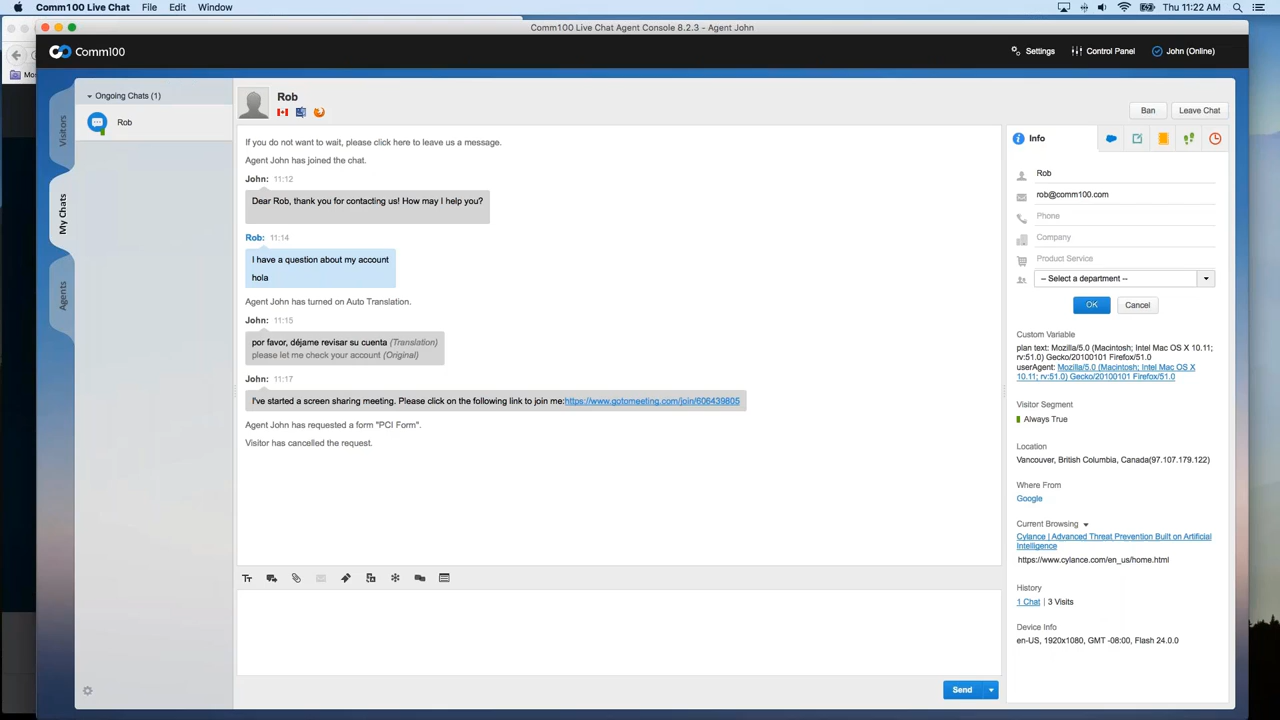 Comm100 Live Chat File Edit Window
Thu 11:22 AM
Comm100 Live Chat Agent Console 8.2.3 - Agent John
Comm100
Settings Control Panel John (Online)
Visitors
My Chats
Agents
Ongoing Chats (1)
Rob
Rob
Ban Leave Chat
If you do not want to wait, please click here to leave us a message.
Agent John has joined the chat.
John: 11:12
Dear Rob, thank you for contacting us! How may I help you?
Rob: 11:14
I have a question about my account
hola
Agent John has turned on Auto Translation.
John: 11:15
por favor, déjame revisar su cuenta (Translation)
please let me check your account (Original)
John: 11:17
I've started a screen sharing meeting. Please click on the following link to join me:https://www.gotomeeting.com/join/606439805
Agent John has requested a form "PCI Form".
Visitor has cancelled the request.
Send
Info
Rob
rob@comm100.com
Phone
Company
Product Service
-- Select a department --
OK Cancel
Custom Variable
plan text: Mozilla/5.0 (Macintosh; Intel Mac OS X 10.11;
rv:51.0) Gecko/20100101 Firefox/51.0
userAgent: Mozilla/5.0 (Macintosh; Intel Mac OS X
10.11; rv:51.0) Gecko/20100101 Firefox/51.0
Visitor Segment
Always True
Location
Vancouver, British Columbia, Canada(97.107.179.122)
Where From
Google
Current Browsing
Cylance | Advanced Threat Prevention Built on Artificial
Intelligence
https://www.cylance.com/en_us/home.html
History
1 Chat | 3 Visits
Device Info
en-US, 1920x1080, GMT -08:00, Flash 24.0.0